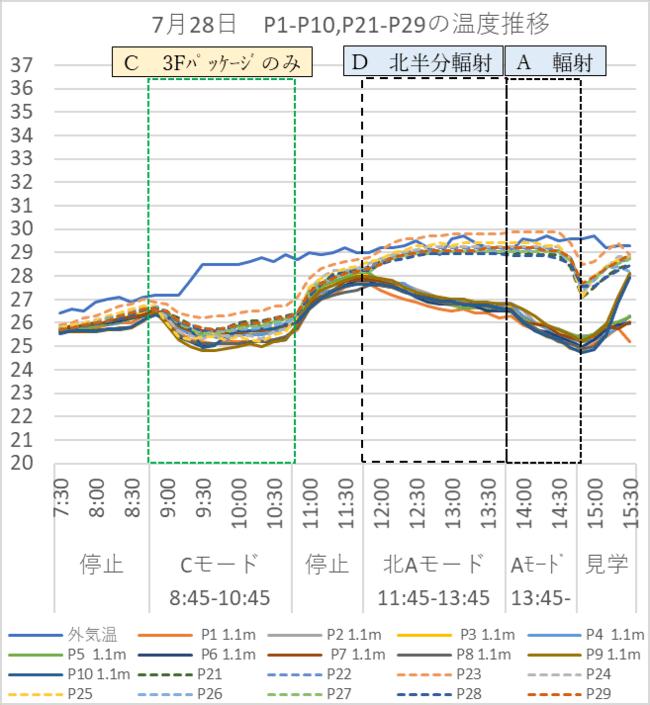 7月28日　P1-P10,P21-P29の温度推移
C　3Fﾊﾟｯｹｰｼﾞのみ
D　北半分輻射
A　輻射
37
36
35
34
33
32
31
30
29
28
27
26
25
24
23
22
21
20
7:30
8:00
8:30
9:00
9:30
10:00
10:30
11:00
11:30
12:00
12:30
13:00
13:30
14:00
14:30
15:00
15:30
停止
Cモード
停止
北Aモード
Aﾓｰﾄﾞ
見学
8:45-10:45
11:45-13:45
13:45-
外気温
P1 1.1m
P2 1.1m
P3 1.1m
P4 1.1m
P5 1.1m
P6 1.1m
P7 1.1m
P8 1.1m
P9 1.1m
P10 1.1m
P21
P22
P23
P24
P25
P26
P27
P28
P29